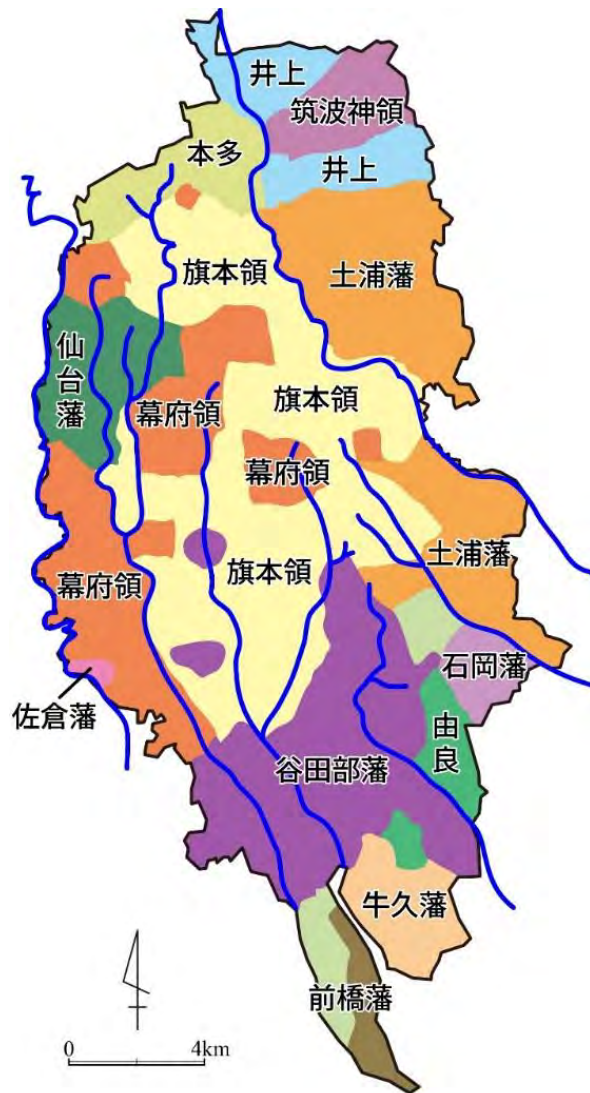 井上
筑波神領
本多
井上
旗本領
土浦藩
仙台藩
幕府領
旗本領
幕府領
土浦藩
幕府領
旗本領
石岡藩
佐倉藩
由良
谷田部藩
牛久藩
前橋藩
0 4km